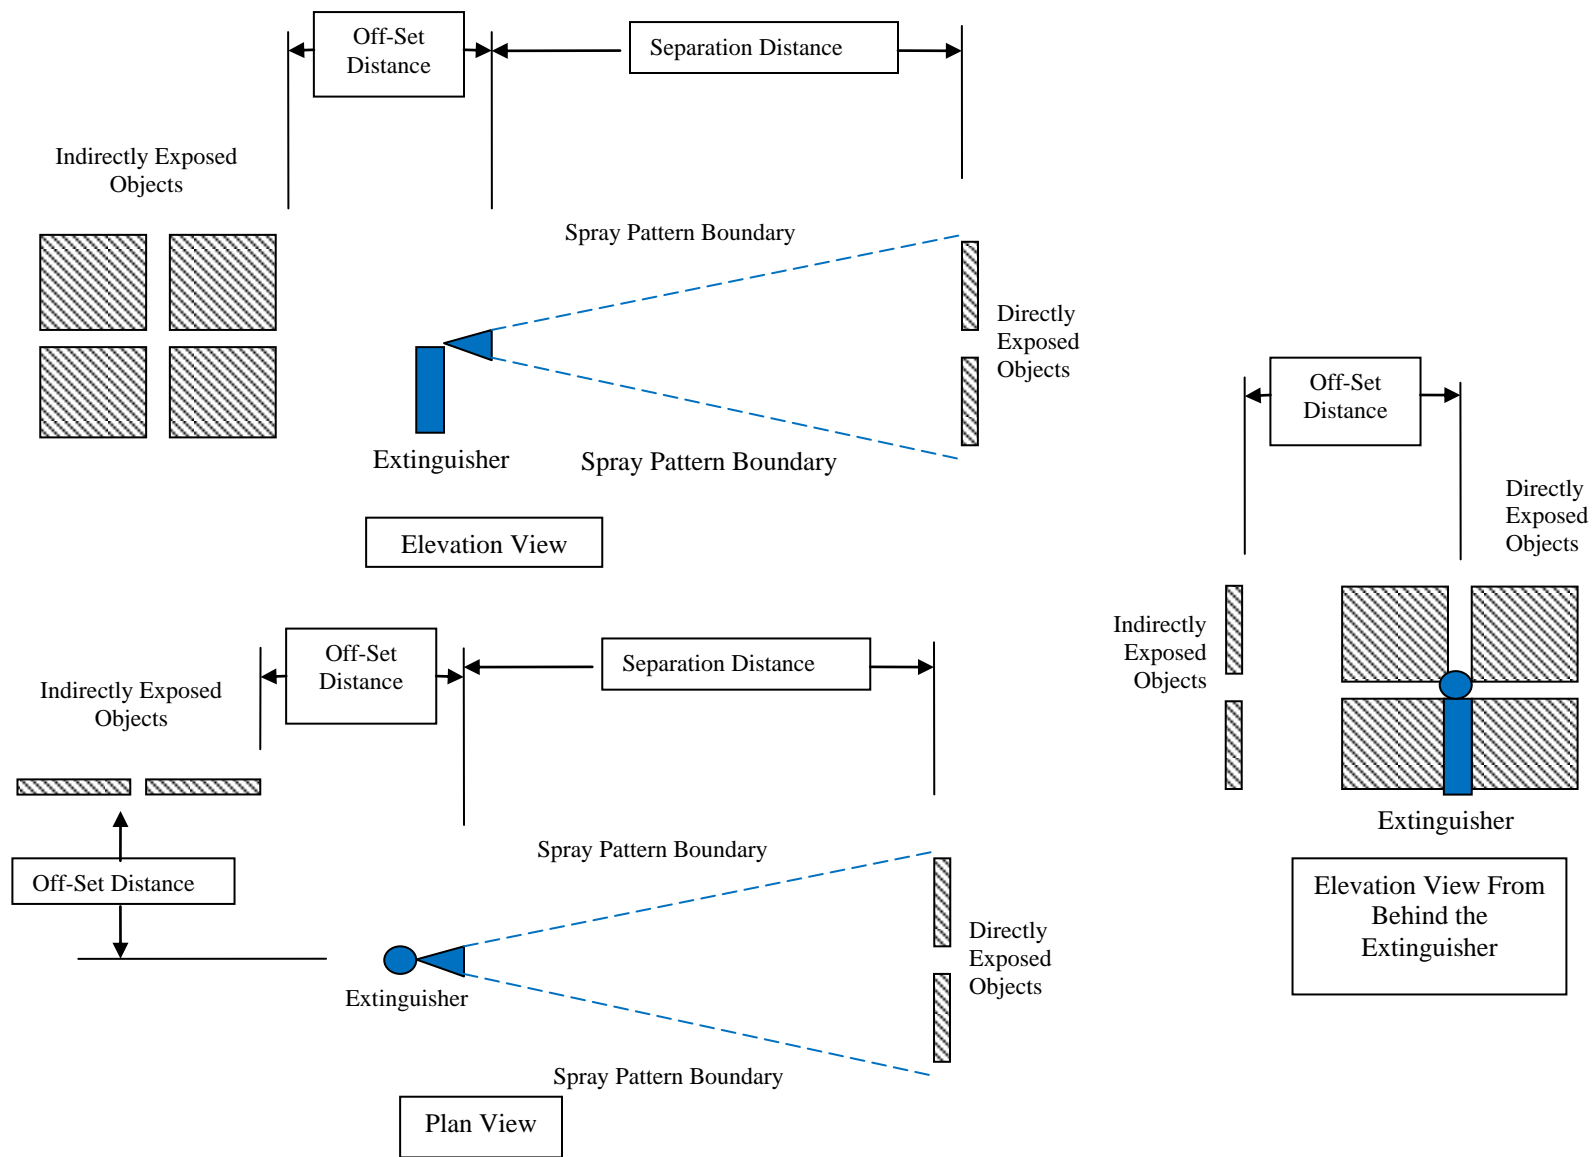 Off-Set
Distance
Separation Distance
Indirectly Exposed
Objects
Spray Pattern Boundary
Directly
Exposed
Objects
Extinguisher
Spray Pattern Boundary
Elevation View
Off-Set
Distance
Directly
Exposed
Objects
Indirectly
Exposed
Objects
Extinguisher
Elevation View From
Behind the
Extinguisher
Off-Set
Distance
Separation Distance
Indirectly Exposed
Objects
Off-Set Distance
Spray Pattern Boundary
Directly
Exposed
Objects
Extinguisher
Spray Pattern Boundary
Plan View